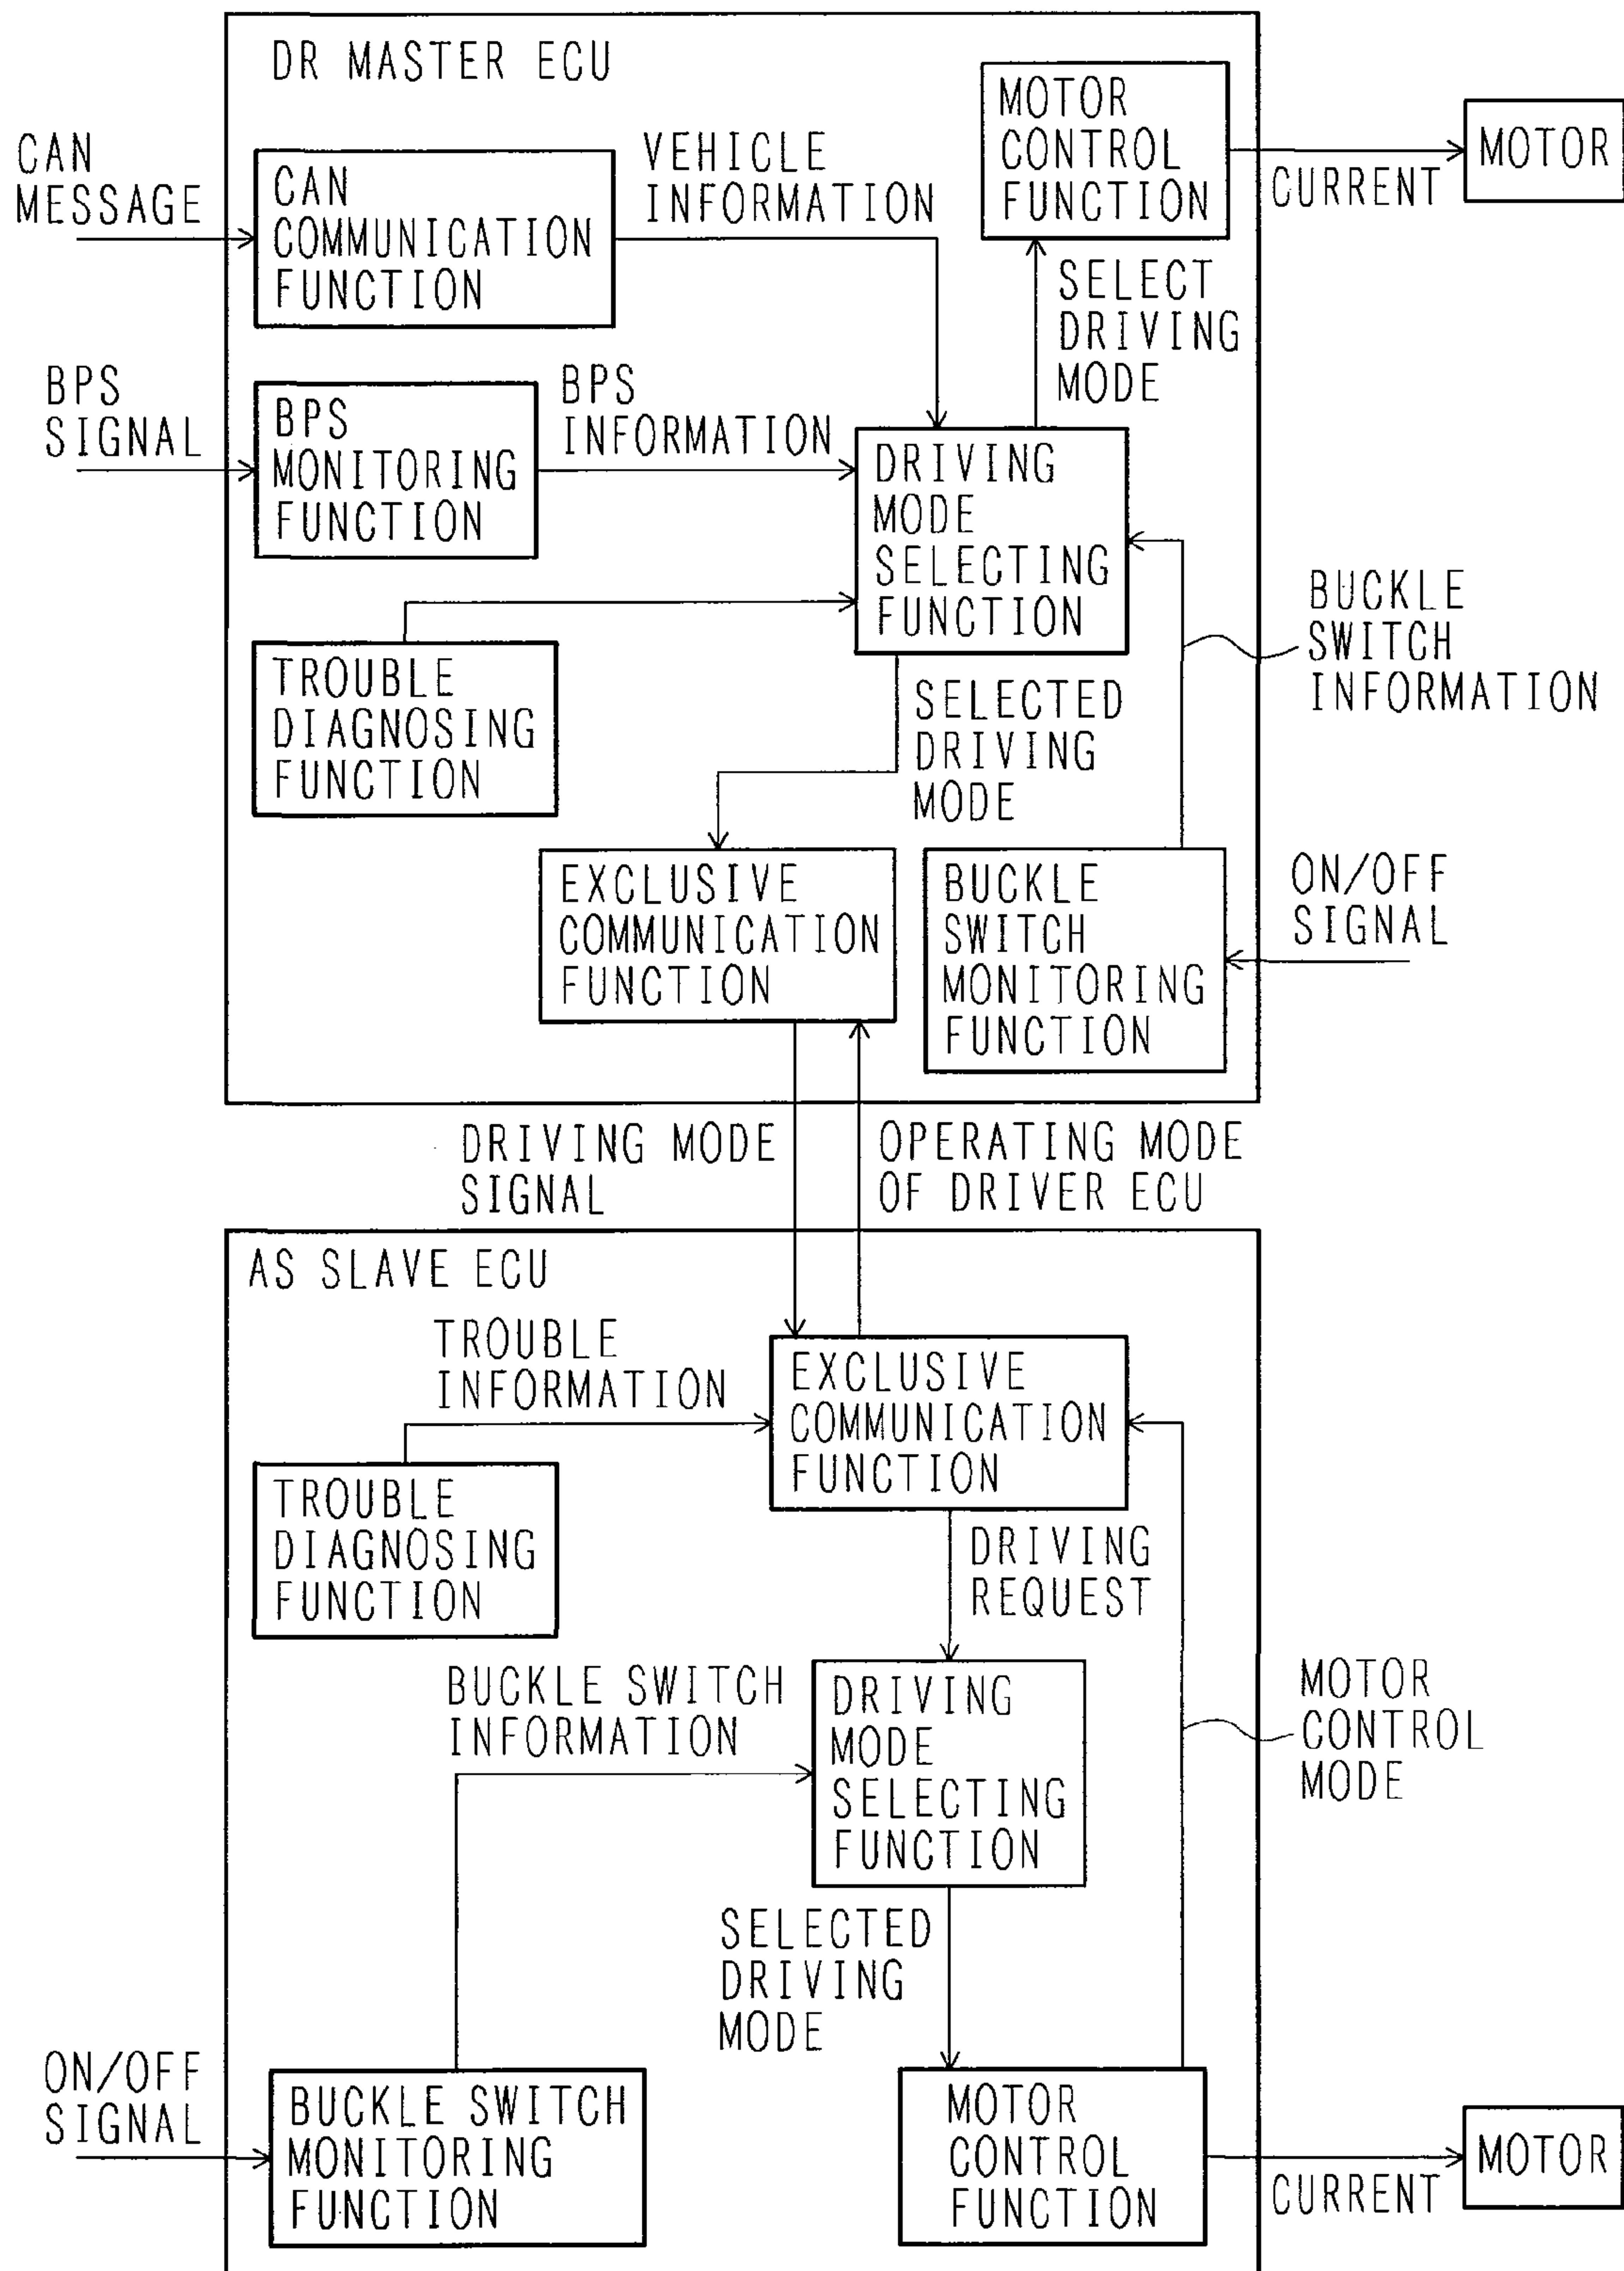 DR MASTER ECU
CAN
MESSAGE
CAN
COMMUNICATION
FUNCTION
VEHICLE
INFORMATION
MOTOR
CONTROL
FUNCTION
CURRENT
MOTOR
SELECT
DRIVING
MODE
BPS
SIGNAL
BPS
MONITORING
FUNCTION
BPS
INFORMATION
DRIVING
MODE
SELECTING
FUNCTION
BUCKLE
SWITCH
INFORMATION
TROUBLE
DIAGNOSING
FUNCTION
SELECTED
DRIVING
MODE
EXCLUSIVE
COMMUNICATION
FUNCTION
BUCKLE
SWITCH
MONITORING
FUNCTION
ON/OFF
SIGNAL
DRIVING MODE
SIGNAL
OPERATING MODE
OF DRIVER ECU
AS SLAVE ECU
TROUBLE
INFORMATION
EXCLUSIVE
COMMUNICATION
FUNCTION
TROUBLE
DIAGNOSING
FUNCTION
DRIVING
REQUEST
BUCKLE SWITCH
INFORMATION
DRIVING
MODE
SELECTING
FUNCTION
MOTOR
CONTROL
MODE
SELECTED
DRIVING
MODE
ON/OFF
SIGNAL
BUCKLE SWITCH
MONITORING
FUNCTION
MOTOR
CONTROL
FUNCTION
CURRENT
MOTOR